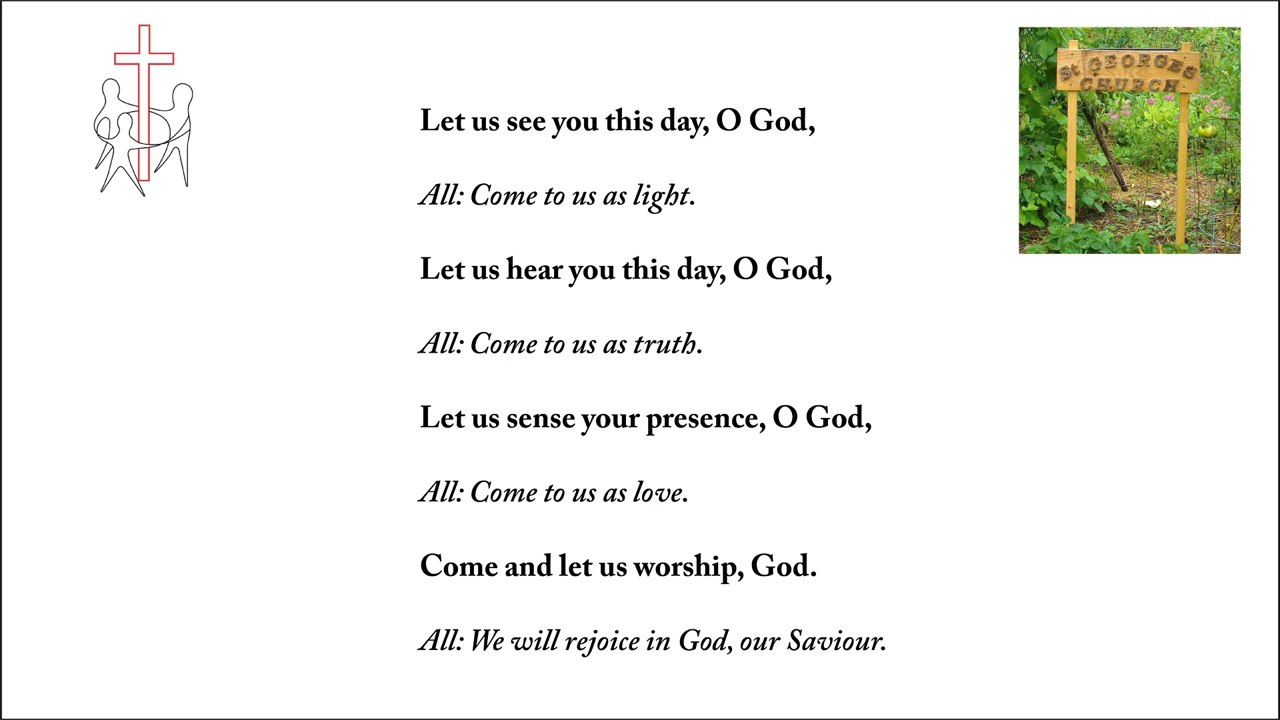 St. GEORGE'S
CHURCH
Let us see you this day, O God,
All: Come to us as light.
Let us hear you this day, O God,
All: Come to us as truth.
Let us sense your presence, O God,
All: Come to us as love.
Come and let us worship, God.
All: We will rejoice in God, our Saviour.